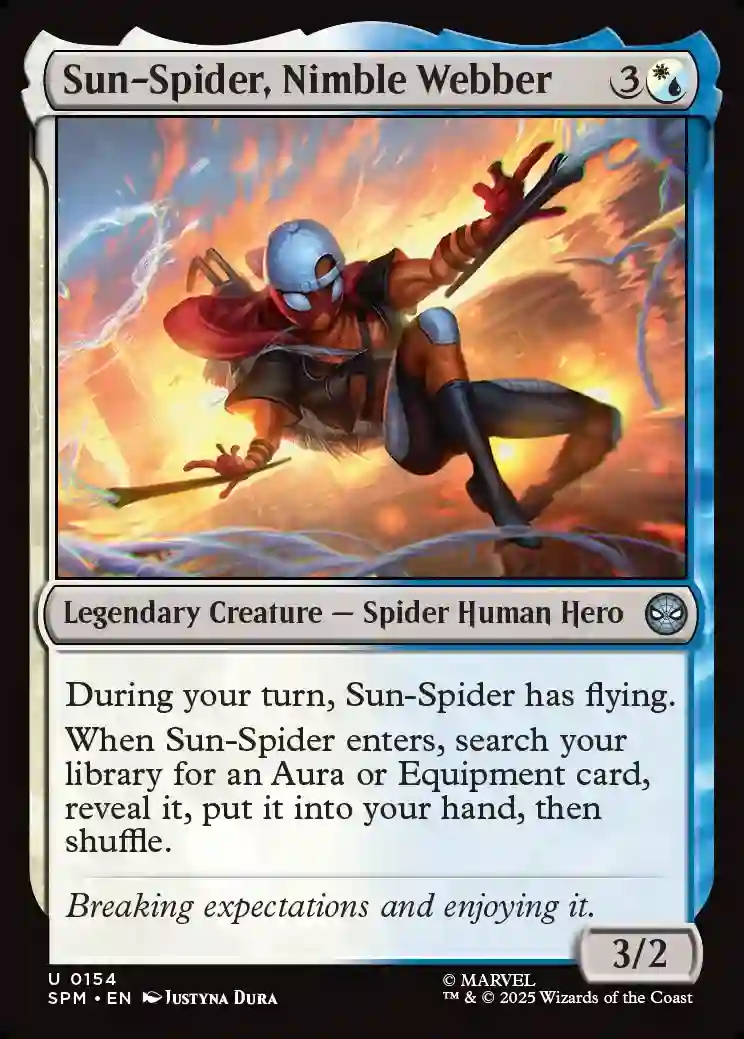 Sun-Spider, Nimble Webber 3
Legendary Creature — Spider Human Hero
During your turn, Sun-Spider has flying.
When Sun-Spider enters, search your
library for an Aura or Equipment card,
reveal it, put it into your hand, then
shuffle.
Breaking expectations and enjoying it.
3/2
U 0154
SPM • EN Justyna Dura
© MARVEL
™ & © 2025 Wizards of the Coast